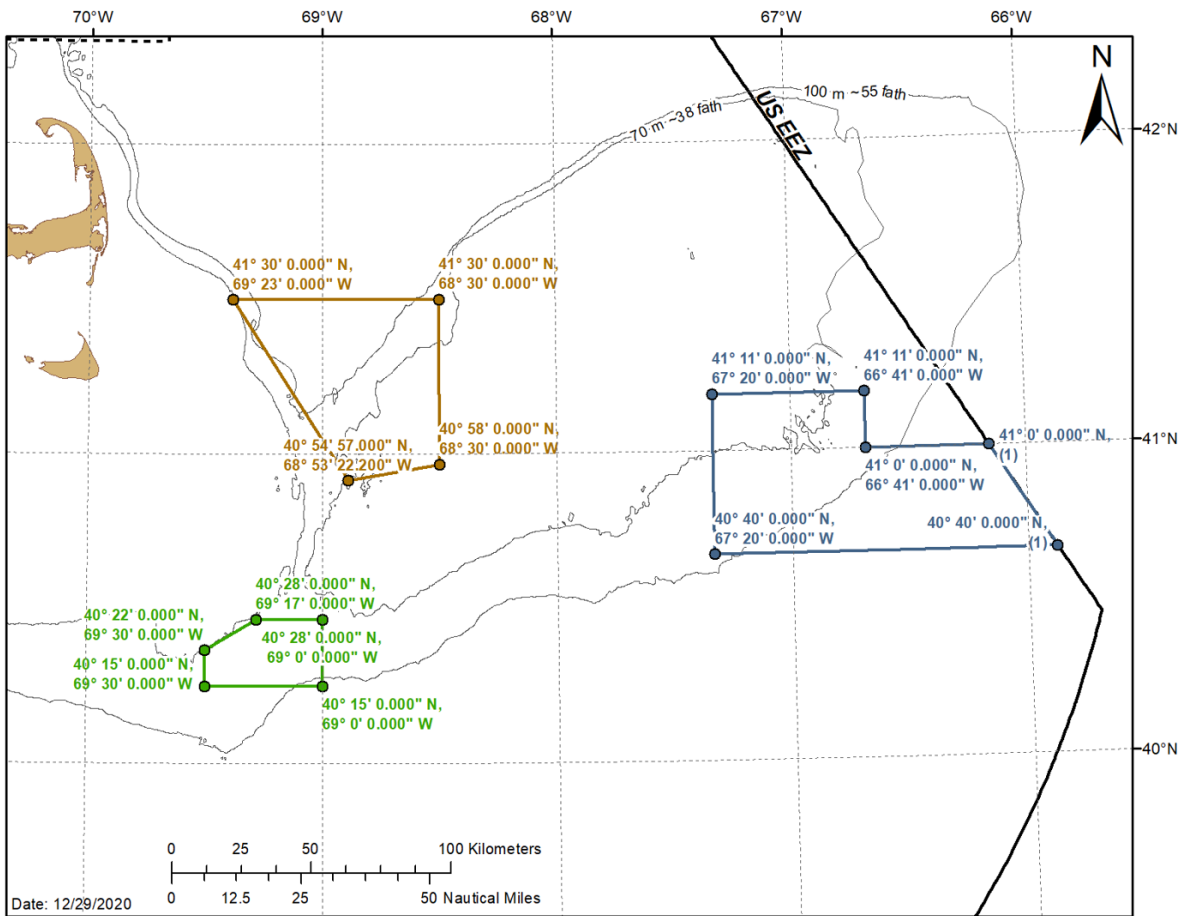 70°W
69°W
68°W
67°W
66°W
N
100 m ~55 fath
70 m ~38 fath
USEEZ
42°N
41° 30' 0.000" N,
69° 23' 0.000" W
41° 30' 0.000" N,
68° 30' 0.000" W
41° 11' 0.000" N,
67° 20' 0.000" W
41° 11' 0.000" N,
66° 41' 0.000" W
40° 54' 57.000" N,
68° 53' 22.200" W
40° 58' 0.000" N,
68° 30' 0.000" W
41° 0' 0.000" N,
(1)
41°N
41° 0' 0.000" N,
66° 41' 0.000" W
40° 40' 0.000" N,
67° 20' 0.000" W
40° 40' 0.000" N,
(1)
40° 28' 0.000" N,
69° 17' 0.000" W
40° 22' 0.000" N,
69° 30' 0.000" W
40° 28' 0.000" N,
69° 0' 0.000" W
40° 15' 0.000" N,
69° 30' 0.000" W
40° 15' 0.000" N,
69° 0' 0.000" W
40°N
0 25 50 100 Kilometers
0 12.5 25 50 Nautical Miles
Date: 12/29/2020